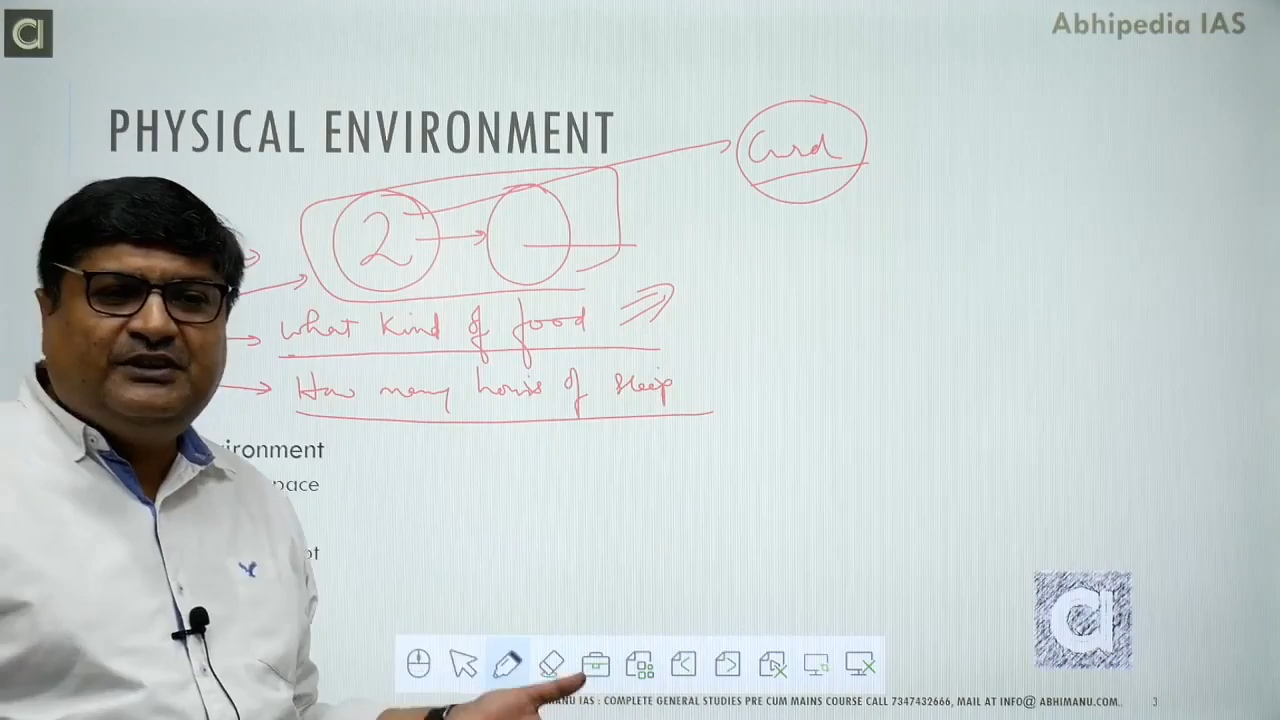 Abhipedia IAS
PHYSICAL ENVIRONMENT
Curd
2
What kind of food
How many hours of sleep
ironment
pace
ot
NU IAS : COMPLETE GENERAL STUDIES PRE CUM MAINS COURSE CALL 7347432666, MAIL AT INFO@ ABHIMANU.COM.. 3